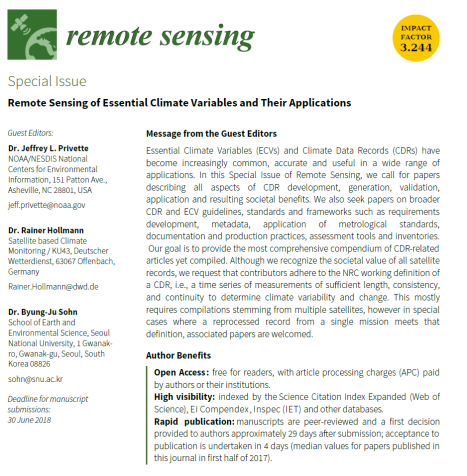 remote sensing
IMPACT
FACTOR
3.244
Special Issue
Remote Sensing of Essential Climate Variables and Their Applications
Guest Editors:
Dr. Jeffrey L. Privette
NOAA/NESDIS National
Centers for Environmental
Information, 151 Patton Ave.,
Asheville, NC 28801, USA
jeff.privette@noaa.gov
Dr. Rainer Hollmann
Satellite based Climate
Monitoring / KU43, Deutscher
Wetterdienst, 63067 Offenbach,
Germany
Rainer.Hollmann@dwd.de
Dr. Byung-Ju Sohn
School of Earth and
Environmental Science, Seoul
National University, 1 Gwanak-
ro, Gwanak-gu, Seoul, South
Korea 08826
sohn@snu.ac.kr
Deadline for manuscript
submissions:
30 June 2018
Message from the Guest Editors
Essential Climate Variables (ECVs) and Climate Data Records (CDRs) have
become increasingly common, accurate and useful in a wide range of
applications. In this Special Issue of Remote Sensing, we call for papers
describing all aspects of CDR development, generation, validation,
application and resulting societal benefits. We also seek papers on broader
CDR and ECV guidelines, standards and frameworks such as requirements
development, metadata, application of metrological standards,
documentation and production practices, assessment tools and inventories.
Our goal is to provide the most comprehensive compendium of CDR-related
articles yet compiled. Although we recognize the societal value of all satellite
records, we request that contributors adhere to the NRC working definition of
a CDR, i.e., a time series of measurements of sufficient length, consistency,
and continuity to determine climate variability and change. This mostly
requires compilations stemming from multiple satellites, however in special
cases where a reprocessed record from a single mission meets that
definition, associated papers are welcomed.
Author Benefits
Open Access: free for readers, with article processing charges (APC) paid
by authors or their institutions.
High visibility: indexed by the Science Citation Index Expanded (Web of
Science), Ei Compendex, Inspec (IET) and other databases.
Rapid publication: manuscripts are peer-reviewed and a first decision
provided to authors approximately 29 days after submission; acceptance to
publication is undertaken in 4 days (median values for papers published in
this journal in first half of 2017).